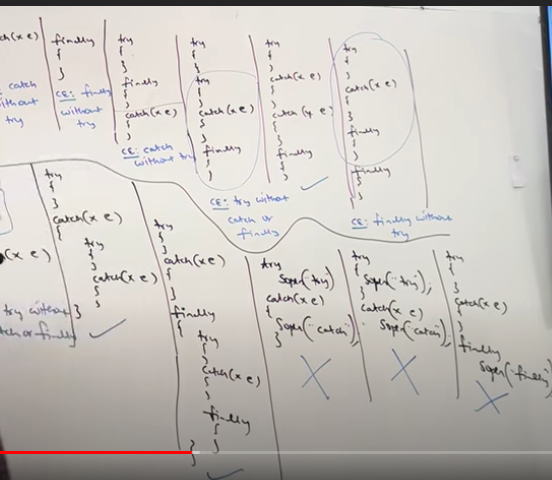 ch(x e)
catch
without
try
finally
{
}
CE: finally
without
try
try
{
}
finally
{
}
catch(x e)
{
}
CE: catch
without try
try
{
try
{
}
catch(x e)
{
}
finally
{
}
}
CE: try without
catch or
finally
try
{
}
catch(x e)
{
}
catch(y e)
{
}
finally
{
}
try
{
}
catch(x e)
{
}
finally
{
}
finally
{
}
CE: finally without
try
(x e)
try without
catch or finally
try
{
}
catch(x e)
{
try
{
}
catch(x e)
{
}
}
try
{
}
catch(x e)
{
}
finally
{
try
{
}
catch(x e)
{
}
finally
{
}
}
try
Sopln("try")
catch(x e)
{
Sopln("catch");
}
try
{
Sopln("try");
}
catch(x e)
Sopln("catch");
try
{
}
catch(x e)
{
}
finally
Sopln("finally")